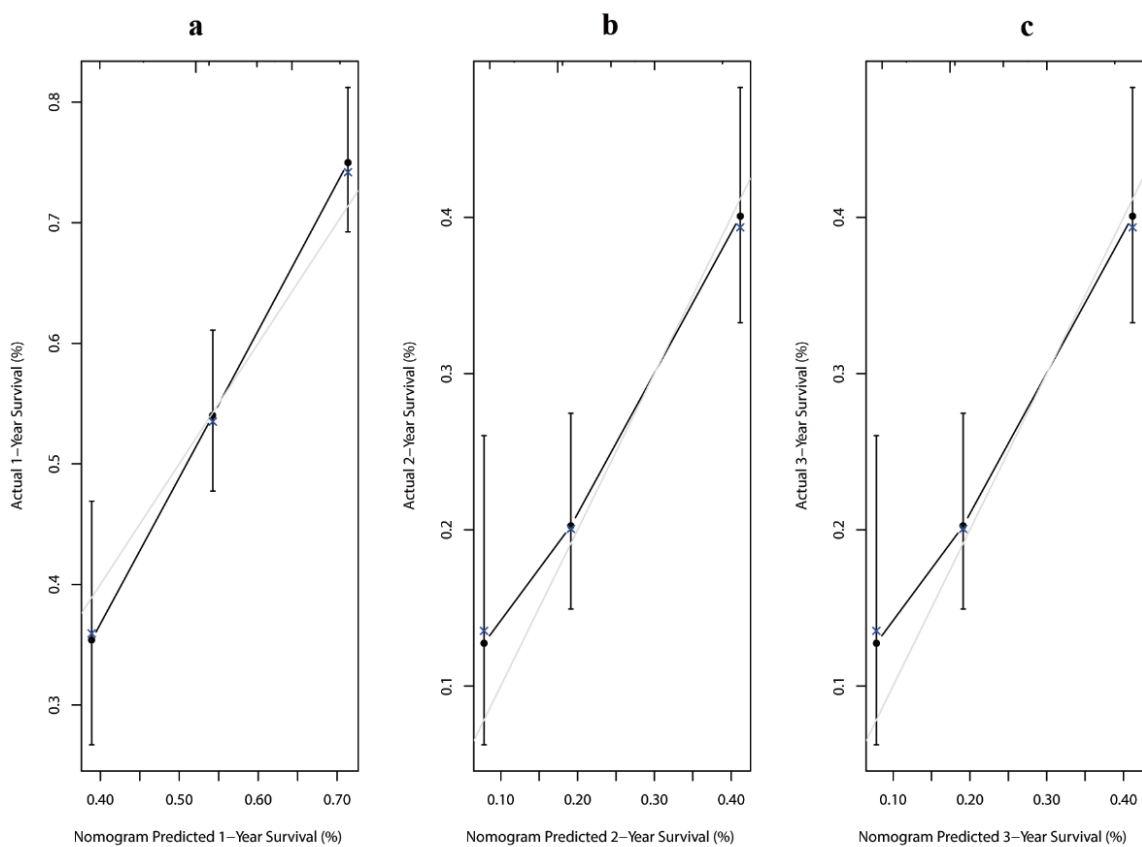 a
0.8
0.7
0.6
0.5
0.4
0.3
Actual 1−Year Survival (%)
0.40 0.50 0.60 0.70
Nomogram Predicted 1−Year Survival (%)
b
0.4
0.3
0.2
0.1
Actual 2−Year Survival (%)
0.10 0.20 0.30 0.40
Nomogram Predicted 2−Year Survival (%)
c
0.4
0.3
0.2
0.1
Actual 3−Year Survival (%)
0.10 0.20 0.30 0.40
Nomogram Predicted 3−Year Survival (%)